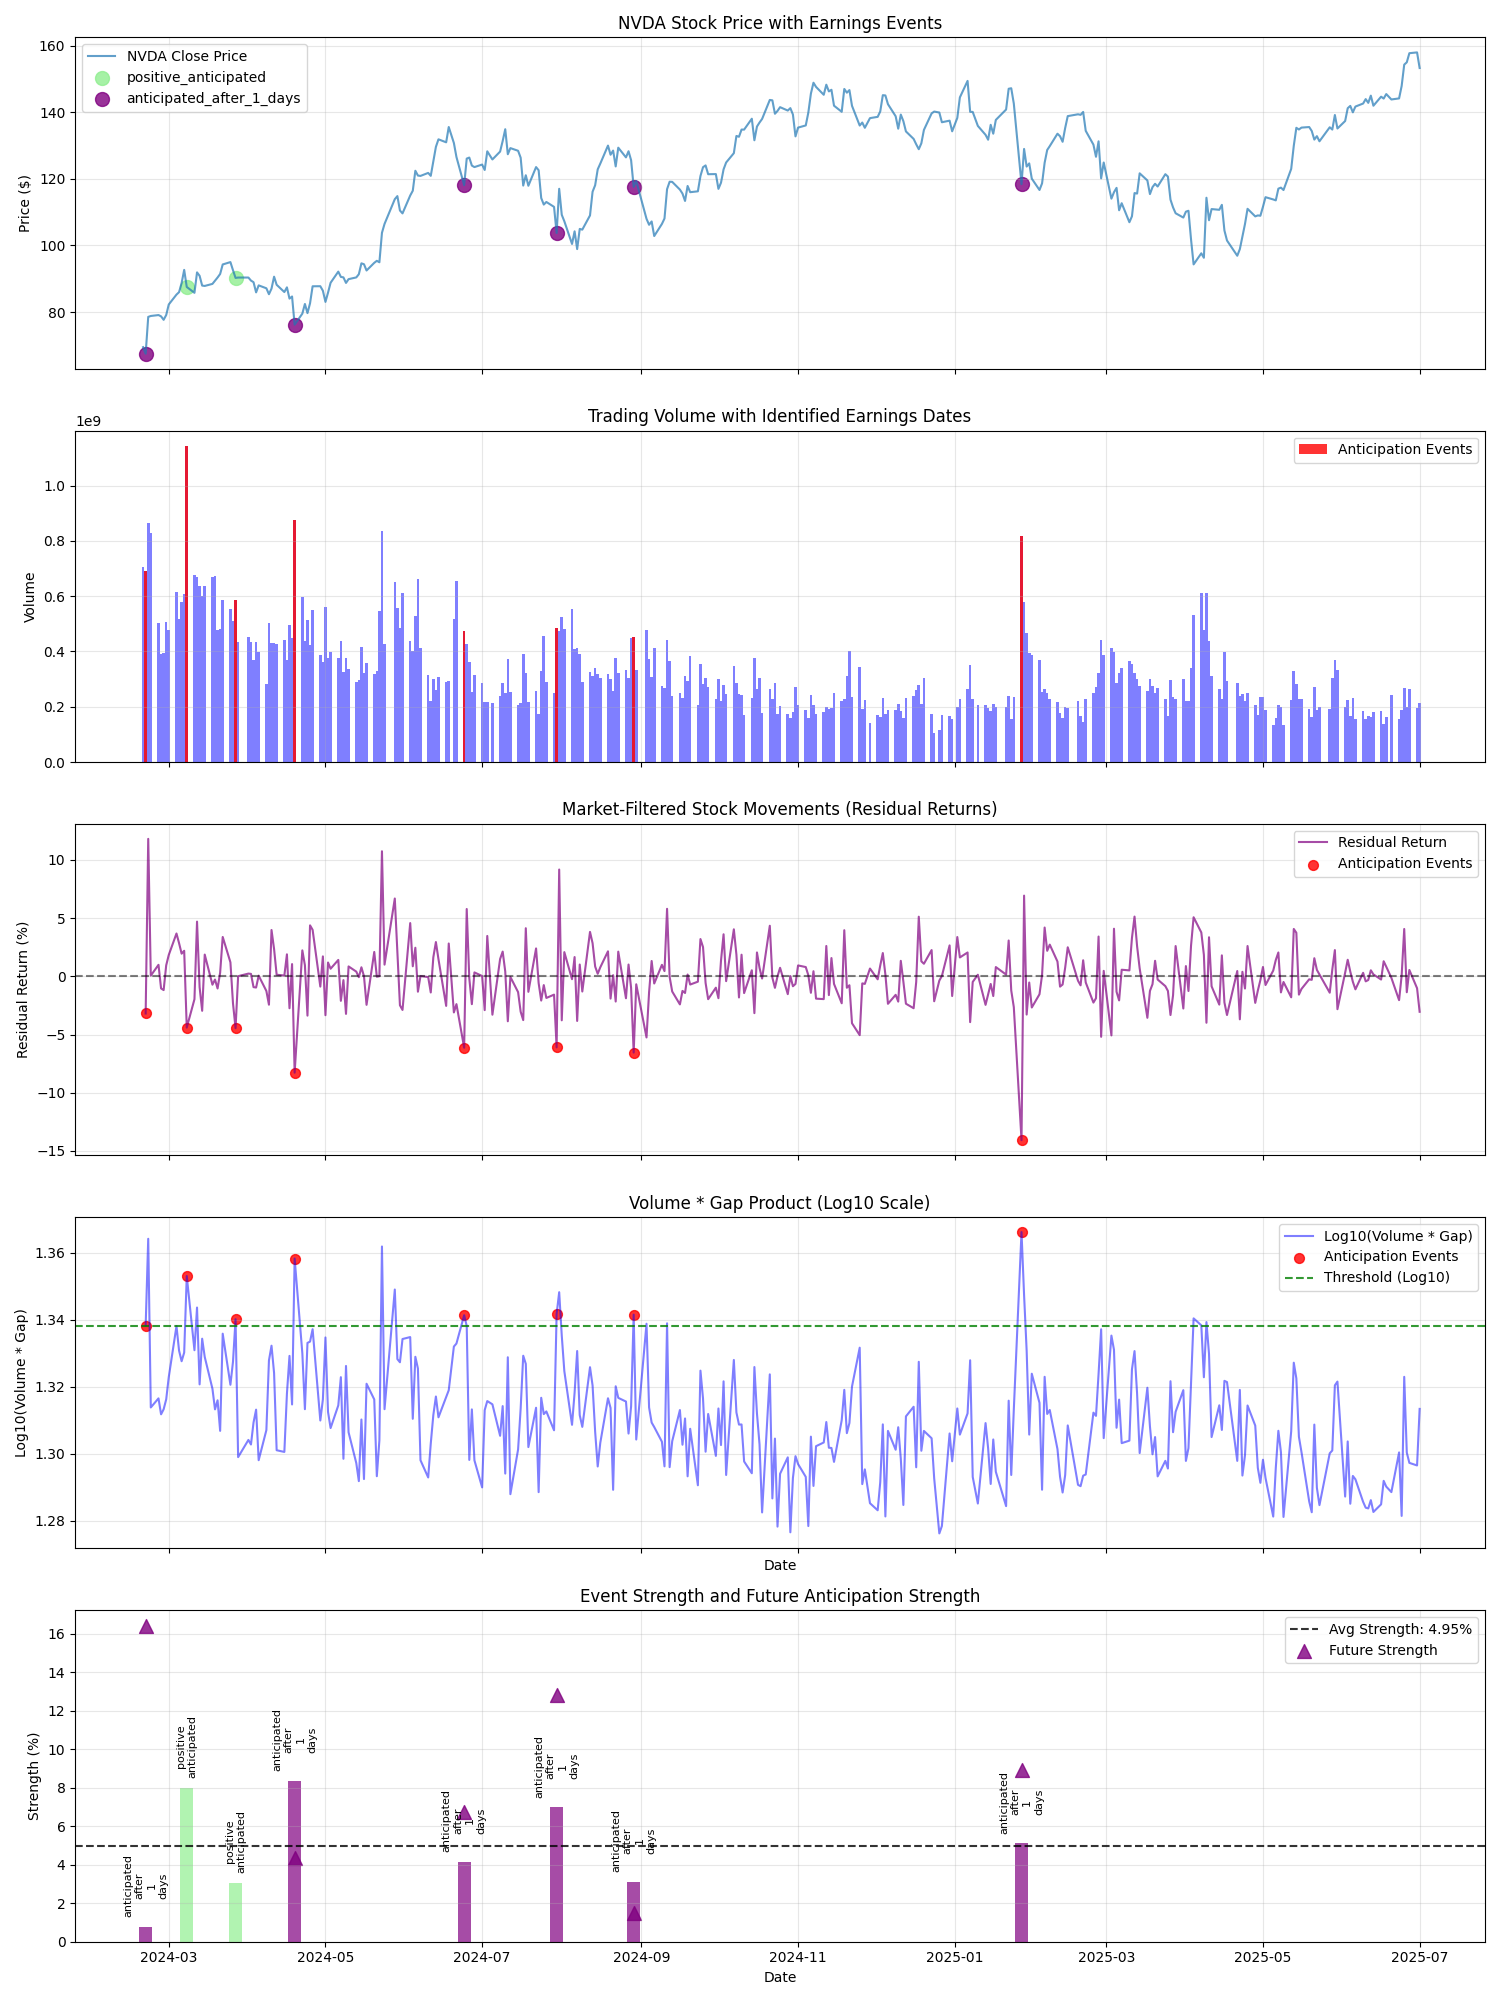 NVDA Stock Price with Earnings Events
NVDA Close Price
positive_anticipated
anticipated_after_1_days
Price ($)
160
140
120
100
80
Trading Volume with Identified Earnings Dates
1e9
Anticipation Events
Volume
1.0
0.8
0.6
0.4
0.2
0.0
Market-Filtered Stock Movements (Residual Returns)
Residual Return
Anticipation Events
Residual Return (%)
10
5
0
−5
−10
−15
Volume * Gap Product (Log10 Scale)
Log10(Volume * Gap)
Anticipation Events
Threshold (Log10)
Log10(Volume * Gap)
1.36
1.34
1.32
1.30
1.28
Date
Event Strength and Future Anticipation Strength
Avg Strength: 4.95%
Future Strength
Strength (%)
16
14
12
10
8
6
4
2
0
anticipated
after
1
days
positive
anticipated
positive
anticipated
anticipated
after
1
days
anticipated
after
1
days
anticipated
after
1
days
anticipated
after
1
days
anticipated
after
1
days
2024-03
2024-05
2024-07
2024-09
2024-11
2025-01
2025-03
2025-05
2025-07
Date